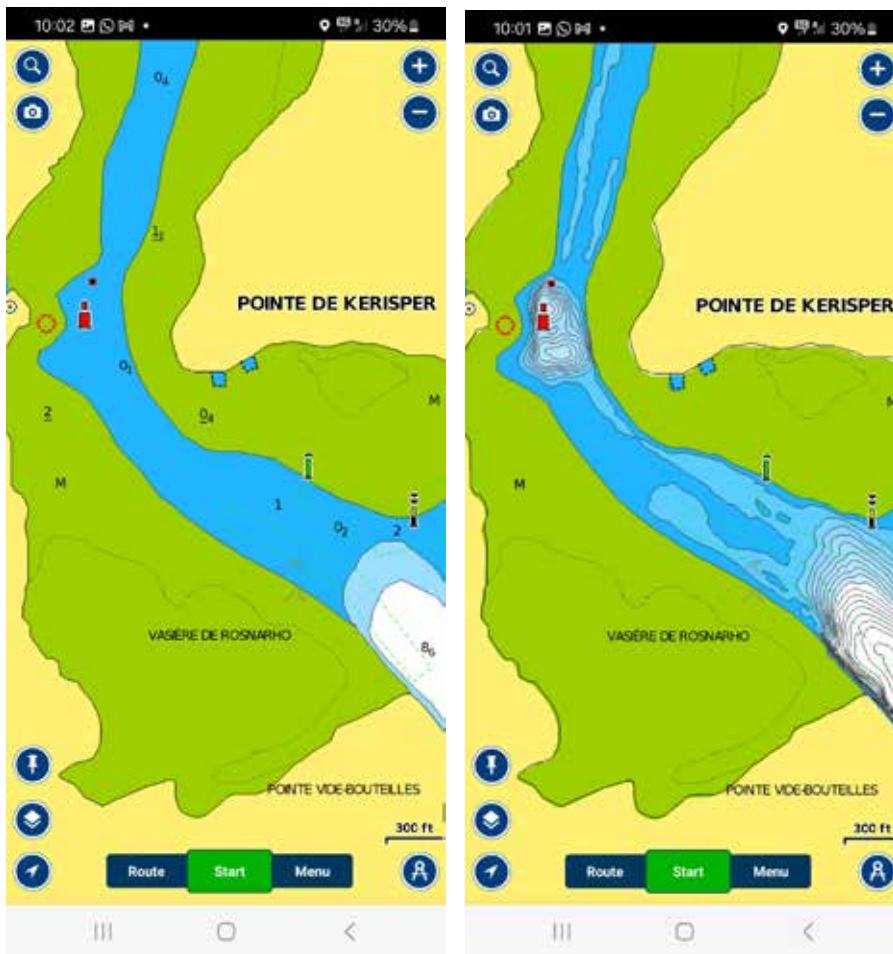 10:02
30%
0₄
1₁
POINTE DE KERISPER
0₁
M
2
0₄
M
1
0₂
2
VASIÈRE DE ROSNARHO
8₆
POINTE VIDE-BOUTEILLES
300 ft
Route Start Menu
10:01
30%
POINTE DE KERISPER
M
VASIÈRE DE ROSNARHO
POINTE VIDE-BOUTEILLES
300 ft
Route Start Menu